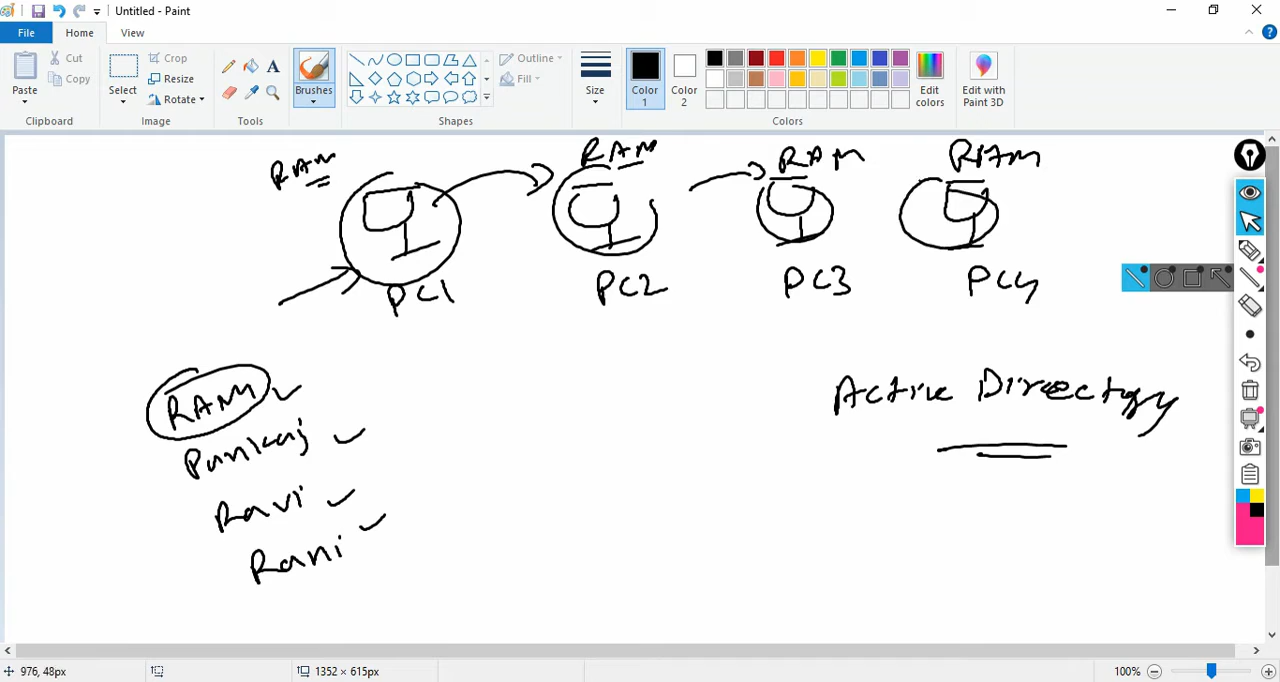 Untitled - Paint
File Home View
Paste
Cut
Copy
Clipboard
Select
Crop
Resize
Rotate
Image
A
Tools
Brushes
Outline
Fill
Shapes
Size
Color 1
Color 2
Edit colors
Colors
Edit with Paint 3D
RAM RAM RAM RAM
PC1 PC2 PC3 PC4
RAM
Punkaj
Ravi
Rani
Active Directory
976, 48px 1352 × 615px 100%